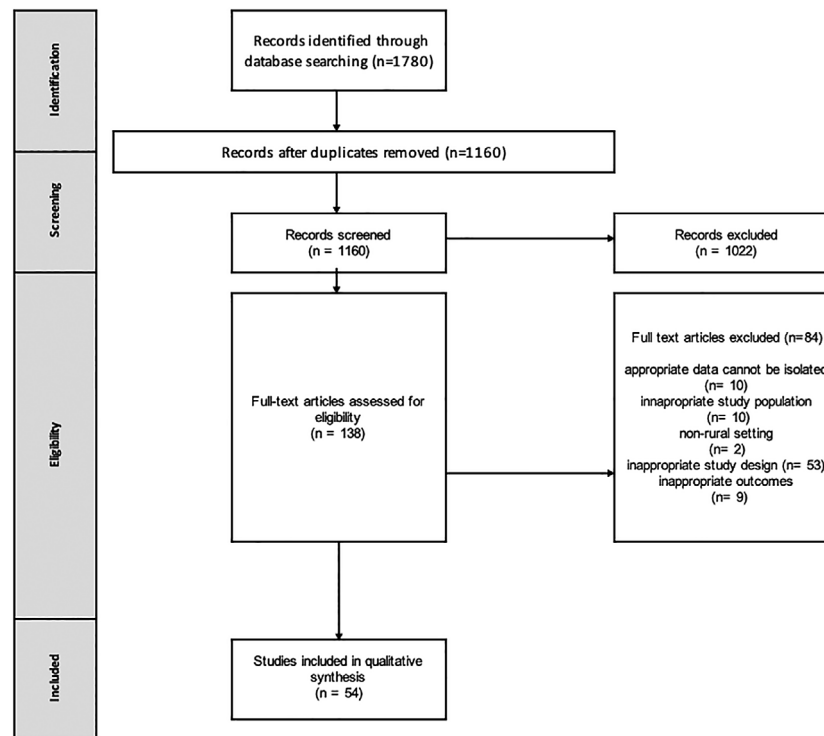 Identification
Records identified through
database searching (n=1780)
Records after duplicates removed (n=1160)
Screening
Records screened
(n = 1160)
Records excluded
(n = 1022)
Eligibility
Full-text articles assessed for
eligibility
(n = 138)
Full text articles excluded (n=84)
appropriate data cannot be isolated
(n= 10)
innapropriate study population
(n= 10)
non-rural setting
(n= 2)
inappropriate study design (n= 53)
inappropriate outcomes
(n= 9)
Included
Studies included in qualitative
synthesis
(n = 54)